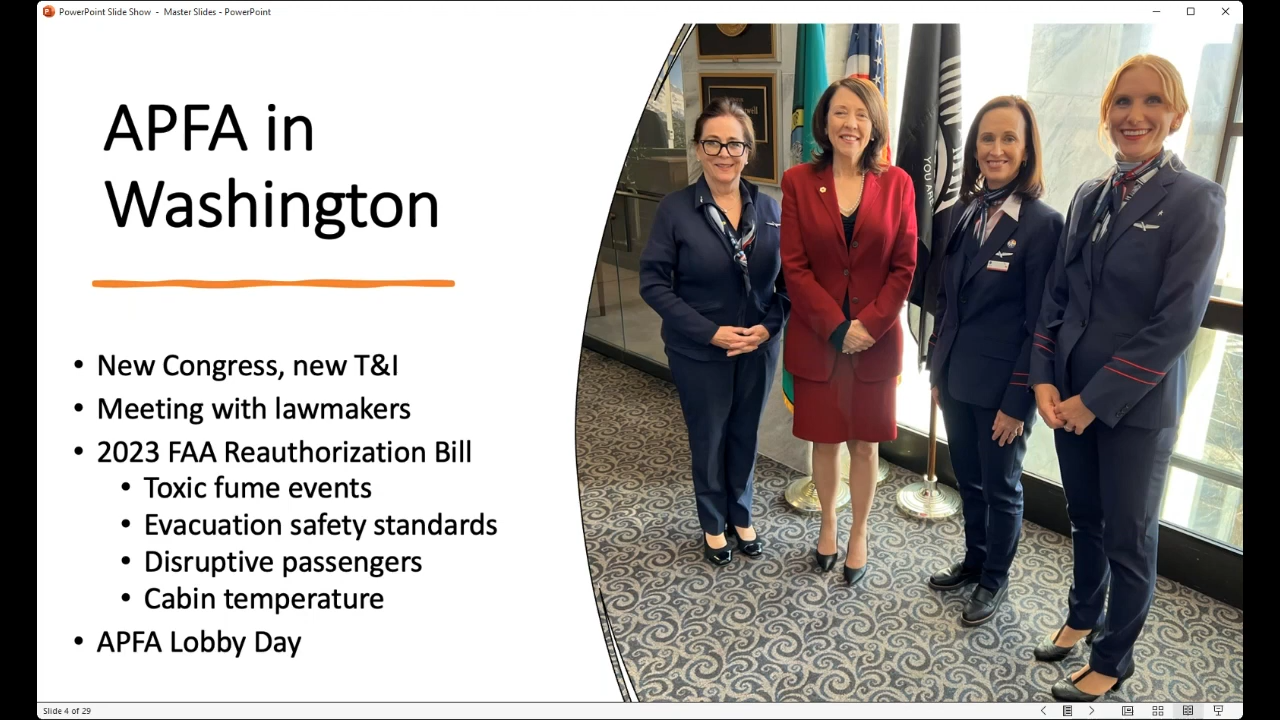 PowerPoint Slide Show - Master Slides - PowerPoint
APFA in
Washington
• New Congress, new T&I
• Meeting with lawmakers
• 2023 FAA Reauthorization Bill
• Toxic fume events
• Evacuation safety standards
• Disruptive passengers
• Cabin temperature
• APFA Lobby Day
YOU
Slide 4 of 29